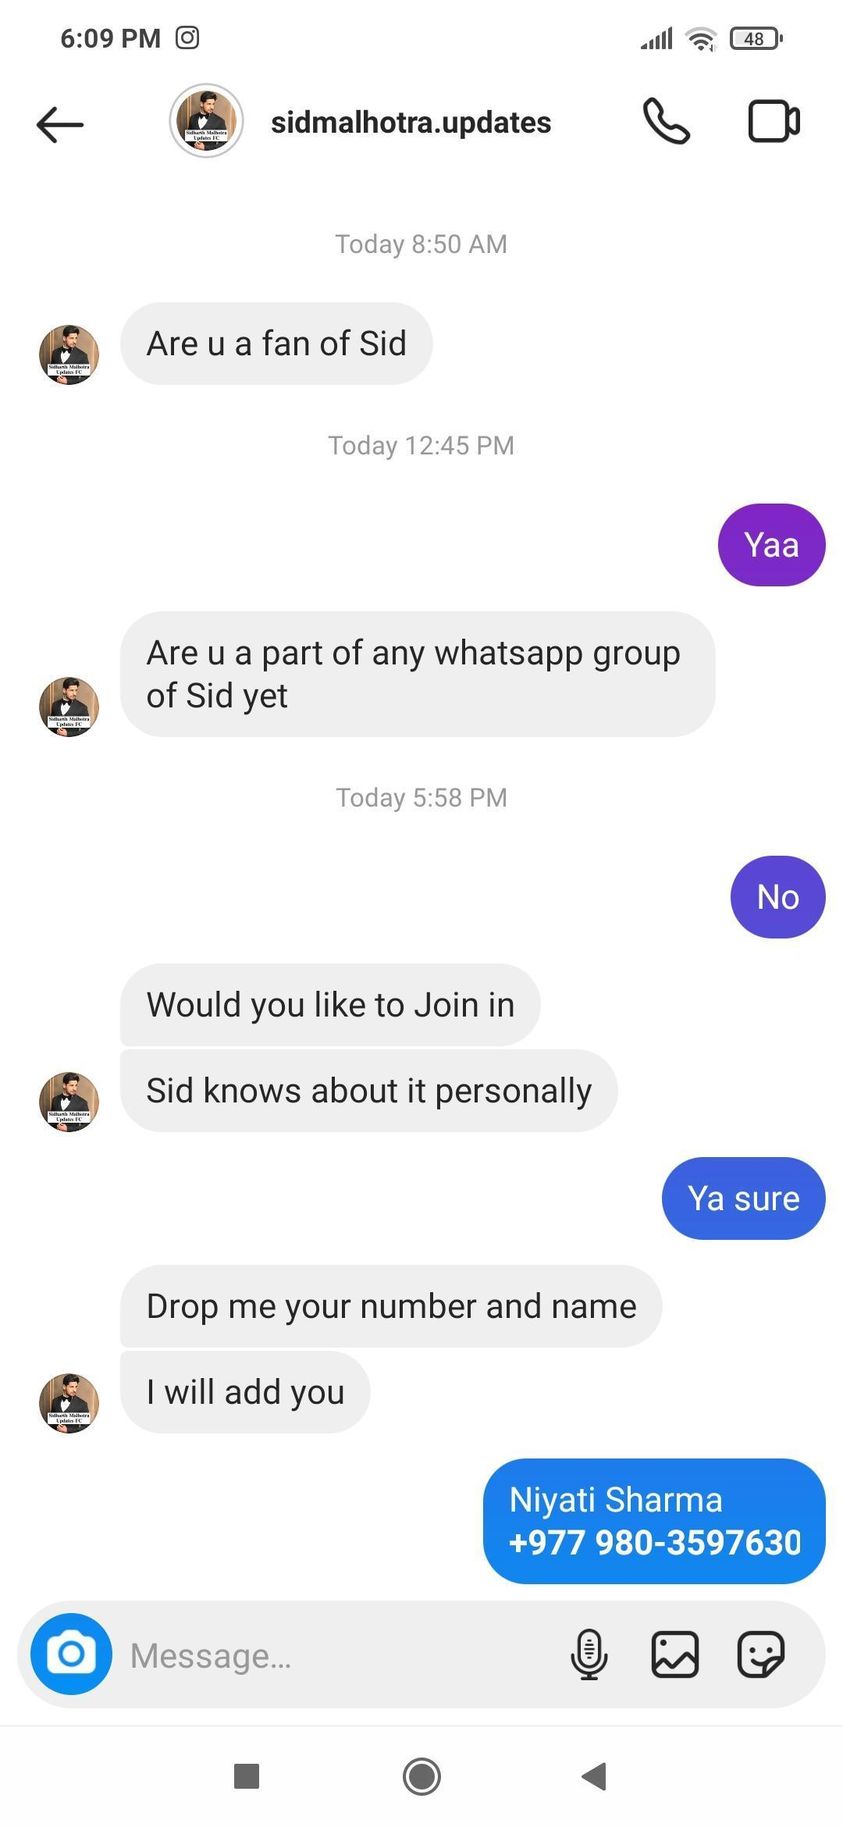 6:09 PM
48
sidmalhotra.updates
Today 8:50 AM
Are u a fan of Sid
Today 12:45 PM
Yaa
Are u a part of any whatsapp group
of Sid yet
Today 5:58 PM
No
Would you like to Join in
Sid knows about it personally
Ya sure
Drop me your number and name
I will add you
Niyati Sharma
+977 980-3597630
Message...